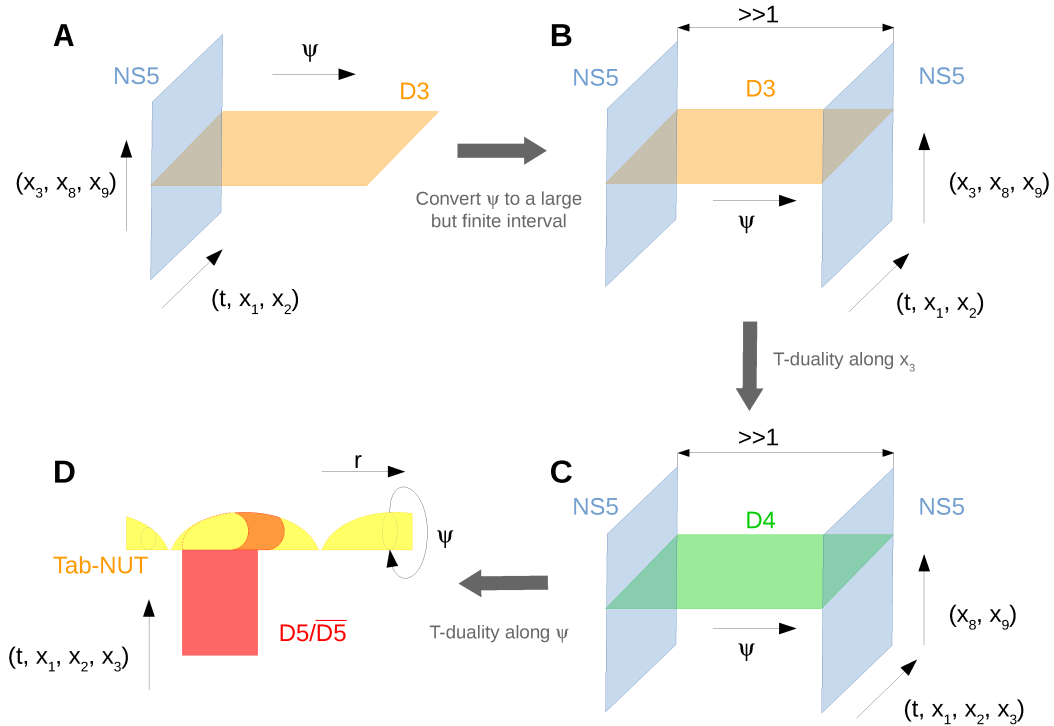 A
ψ
NS5
D3
(x3, x8, x9)
(t, x1, x2)
Convert ψ to a large
but finite interval
B
>>1
NS5
NS5
D3
(x3, x8, x9)
ψ
(t, x1, x2)
T-duality along x3
C
>>1
NS5
NS5
D4
(x8, x9)
ψ
(t, x1, x2, x3)
T-duality along ψ
D
r
ψ
Tab-NUT
D5/D̅5̅
(t, x1, x2, x3)